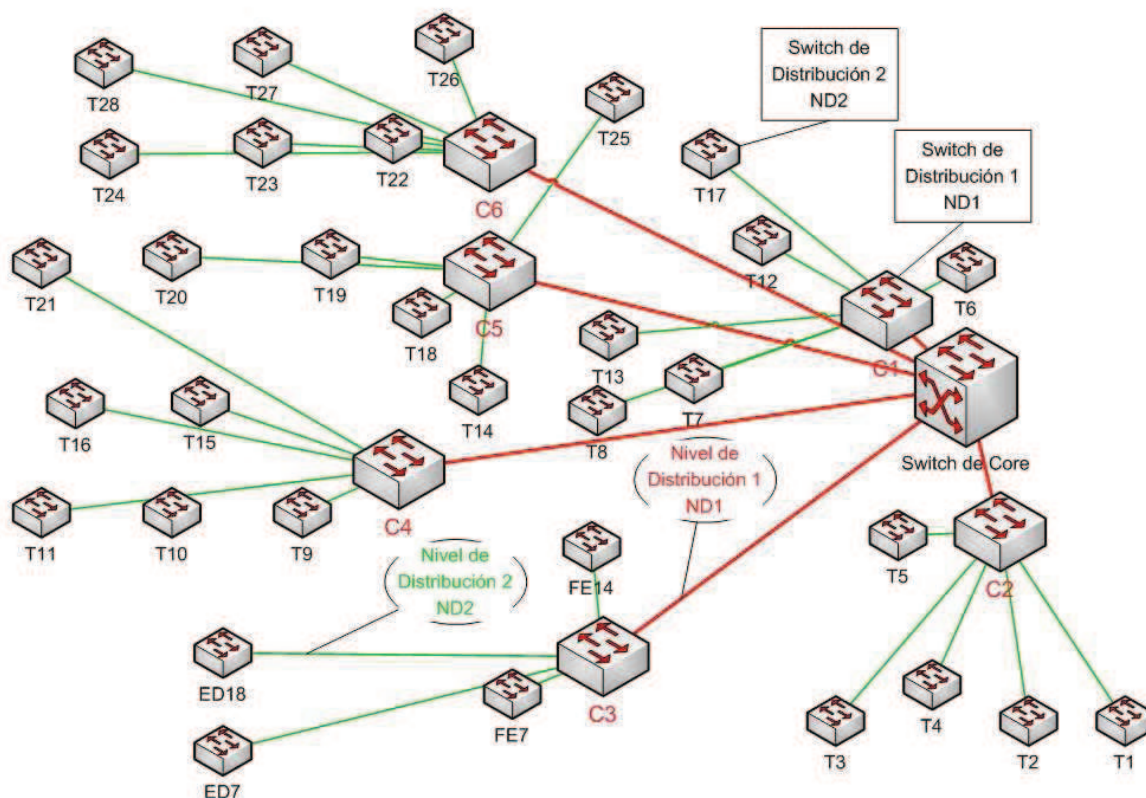 T28
T27
T26
T25
T24
T23
T22
C6
Switch de
Distribución 2
ND2
T17
Switch de
Distribución 1
ND1
T12
T6
T21
T20
T19
T18
C5
T14
T13
T8
T7
C1
Switch de Core
T16
T15
C4
T11
T10
T9
Nivel de
Distribución 1
ND1
Nivel de
Distribución 2
ND2
FE14
T5
C2
ED18
FE7
C3
ED7
T3
T4
T2
T1